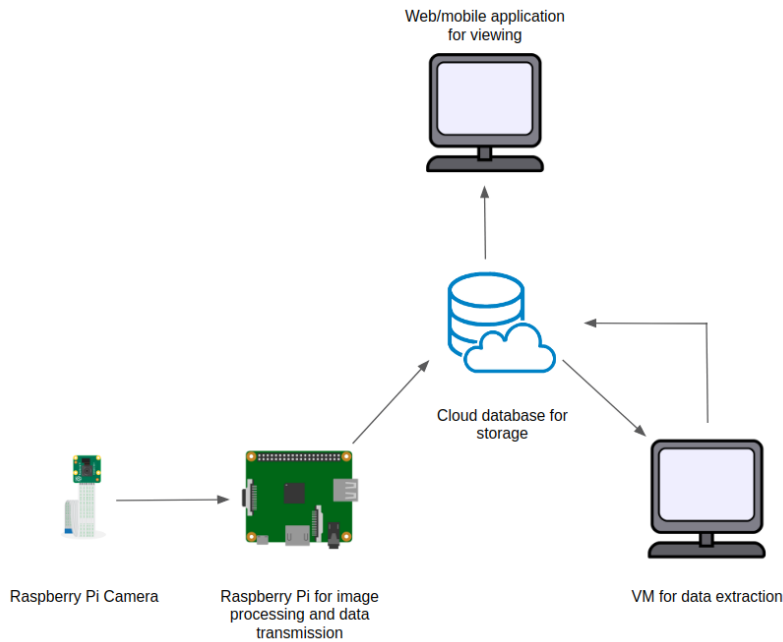 Web/mobile application
for viewing
Cloud database for
storage
Raspberry Pi Camera
Raspberry Pi for image
processing and data
transmission
VM for data extraction